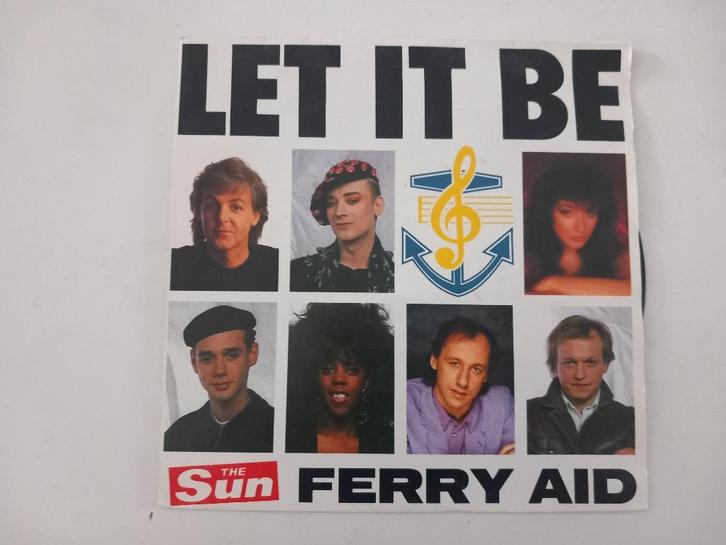 LET IT BE
THE
Sun
FERRY AID